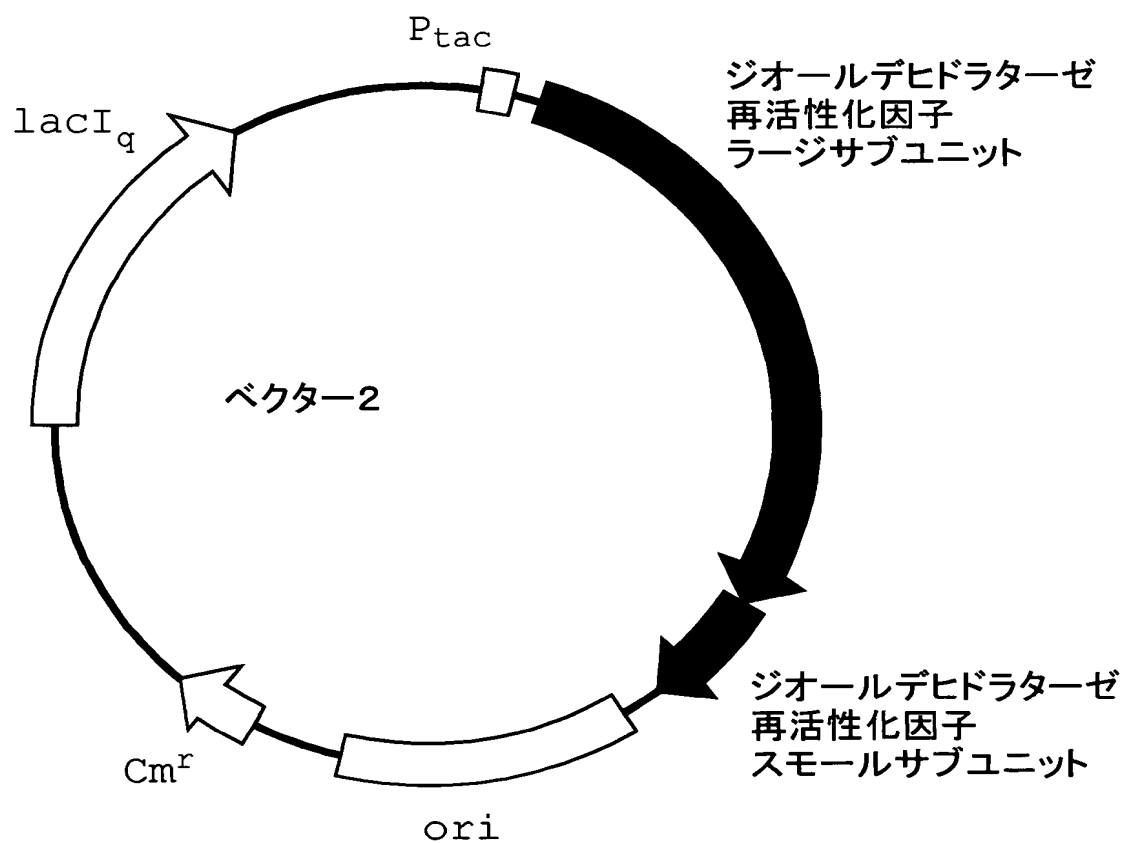 P_tac
ジオールデヒドラターゼ
再活性化因子
ラージサブユニット
lacI_q
ベクター2
ジオールデヒドラターゼ
再活性化因子
スモールサブユニット
Cm^r
ori